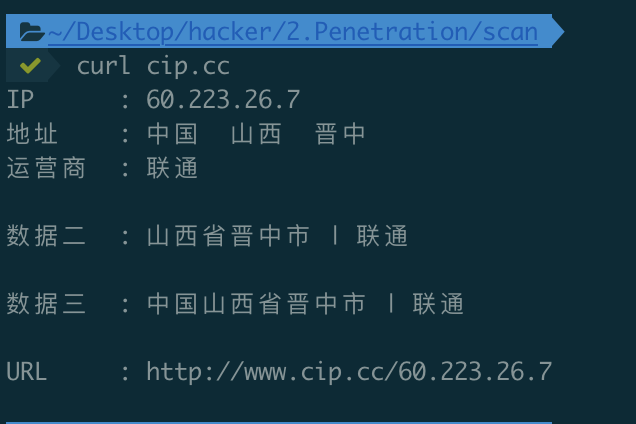 ~/Desktop/hacker/2.Penetration/scan
curl cip.cc
IP : 60.223.26.7
地址 : 中国 山西 晋中
运营商 : 联通
数据二 : 山西省晋中市 | 联通
数据三 : 中国山西省晋中市 | 联通
URL : http://www.cip.cc/60.223.26.7